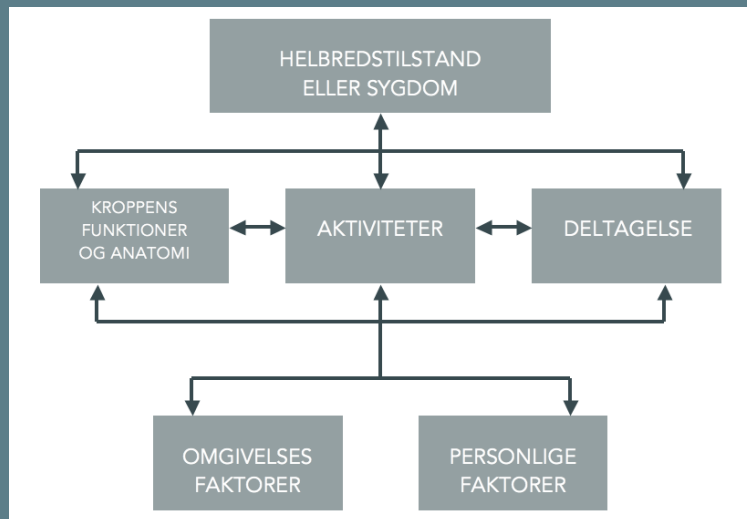 HELBREDSTILSTAND
ELLER SYGDOM
KROPPENS
FUNKTIONER
OG ANATOMI
AKTIVITETER
DELTAGELSE
OMGIVELSES
FAKTORER
PERSONLIGE
FAKTORER